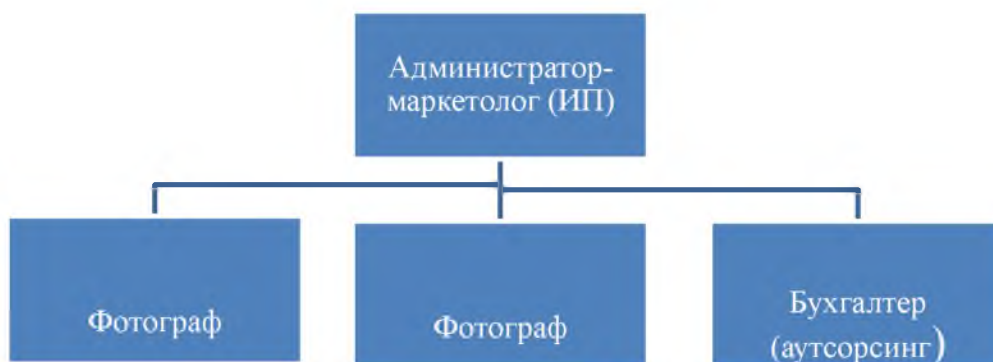 Администратор-
маркетолог (ИП)
Фотограф
Фотограф
Бухгалтер
(аутсорсинг)